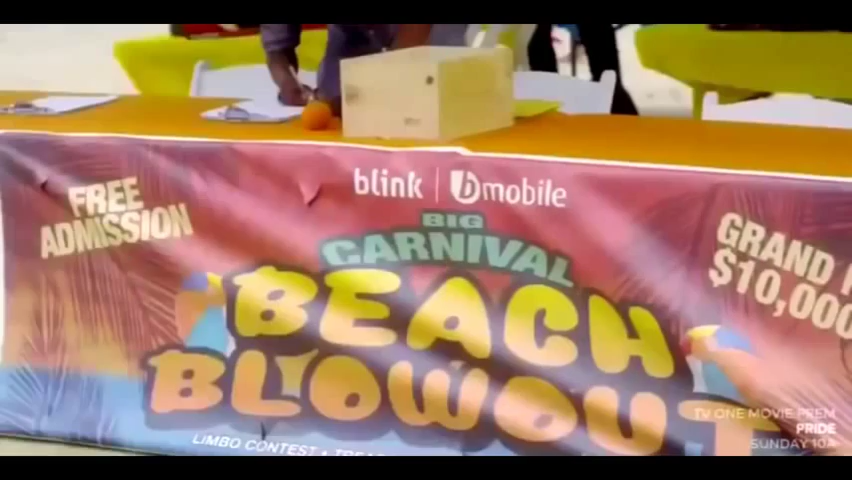 blink | bmobile
FREE
ADMISSION
BIG
CARNIVAL
BEACH
BLOWOUT
GRAND
$10,000
LIMBO CONTEST •
TV ONE MOVIE PREM
PRIDE
SUNDAY 10A